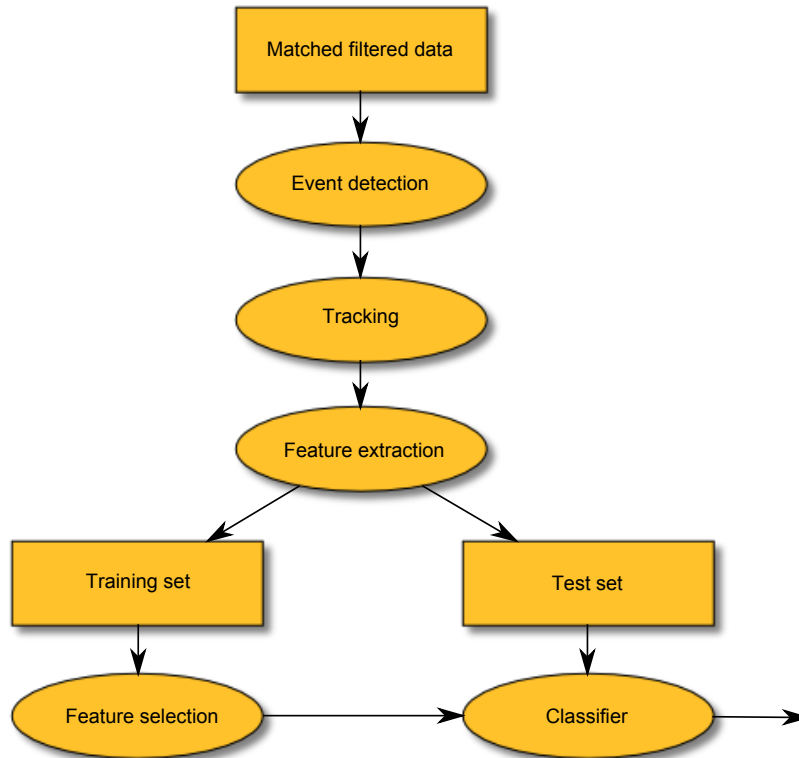 Matched filtered data
Event detection
Tracking
Feature extraction
Training set
Test set
Feature selection
Classifier